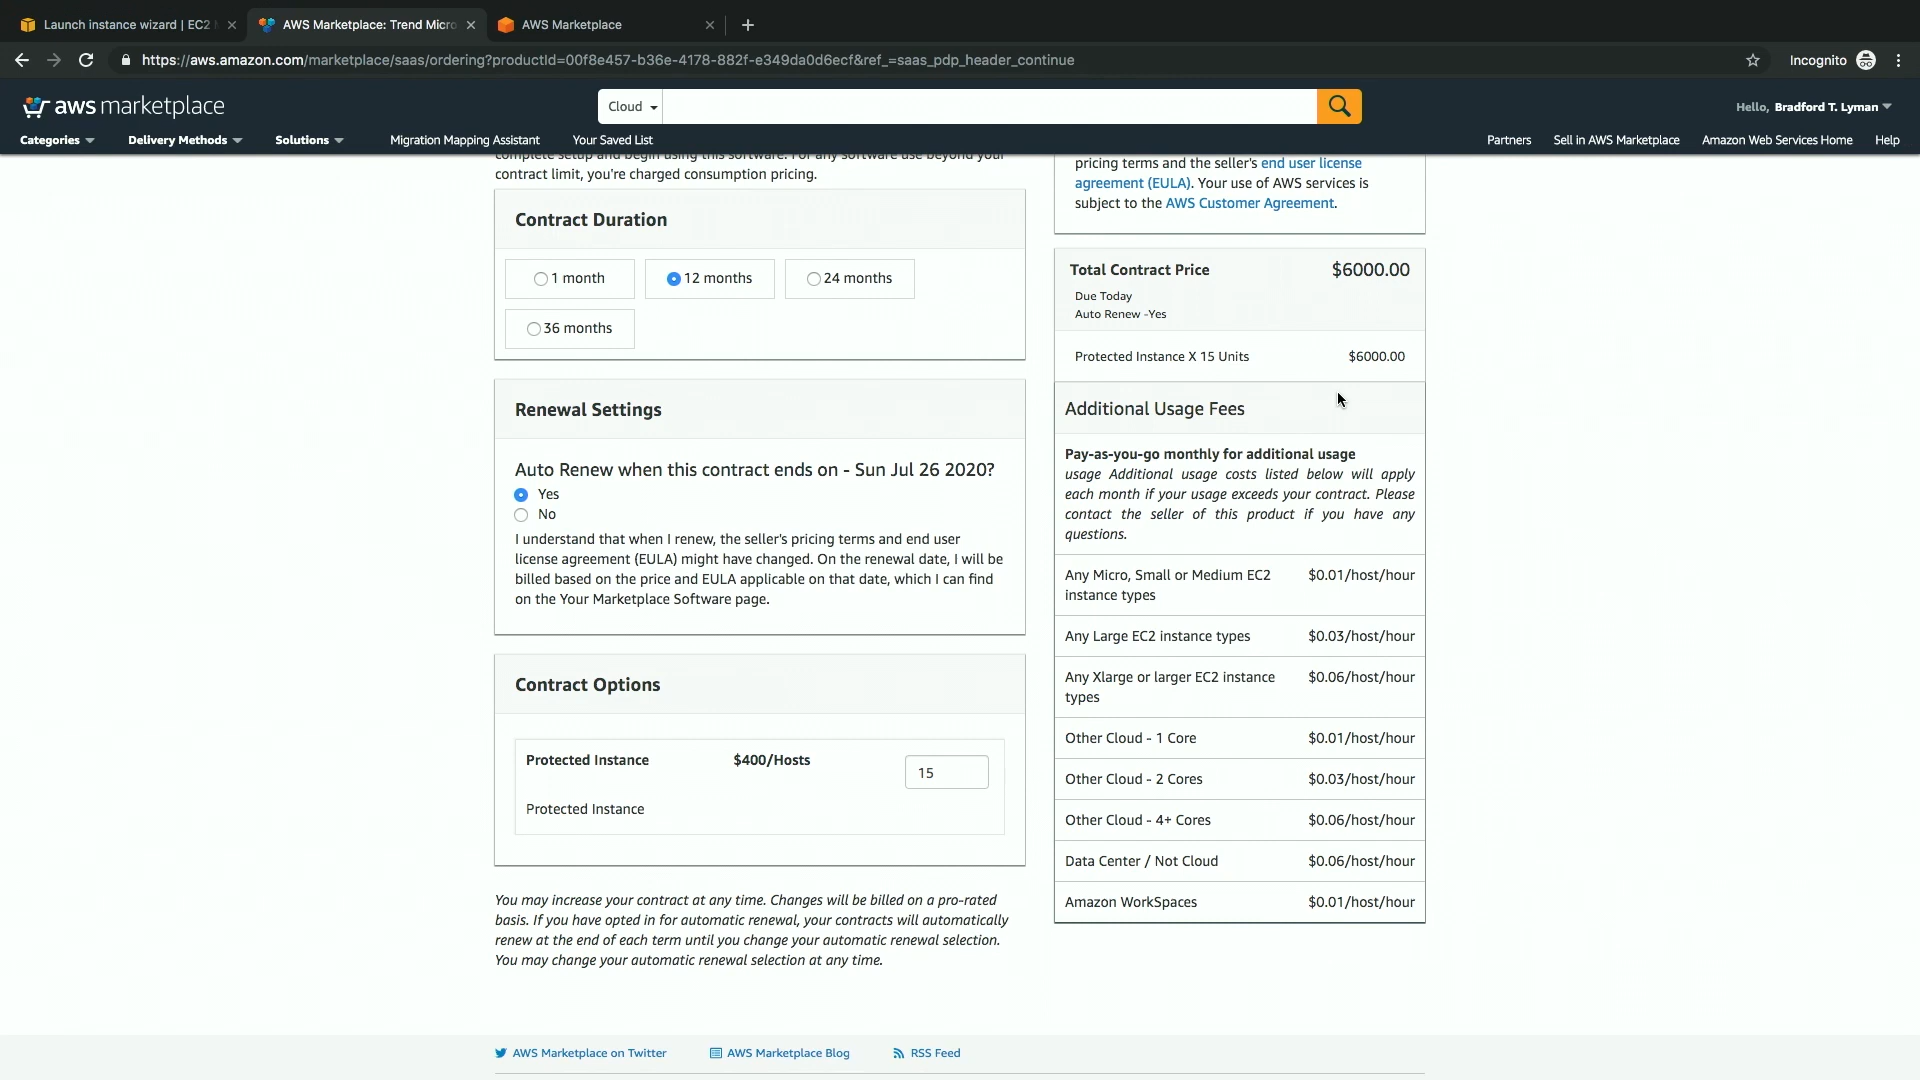 Launch instance wizard | EC2
AWS Marketplace: Trend Micro
AWS Marketplace
https://aws.amazon.com/marketplace/saas/ordering?productId=00f8e457-b36e-4178-882f-e349da0d6ecf&ref_=saas_pdp_header_continue
Incognito
aws marketplace
Cloud
Hello, Bradford T. Lyman
Categories
Delivery Methods
Solutions
Migration Mapping Assistant
Your Saved List
Partners
Sell in AWS Marketplace
Amazon Web Services Home
Help
complete setup and begin using this software. For any software use beyond your
contract limit, you're charged consumption pricing.
Contract Duration
1 month
12 months
24 months
36 months
Renewal Settings
Auto Renew when this contract ends on - Sun Jul 26 2020?
Yes
No
I understand that when I renew, the seller's pricing terms and end user
license agreement (EULA) might have changed. On the renewal date, I will be
billed based on the price and EULA applicable on that date, which I can find
on the Your Marketplace Software page.
Contract Options
Protected Instance $400/Hosts 15
Protected Instance
You may increase your contract at any time. Changes will be billed on a pro-rated
basis. If you have opted in for automatic renewal, your contracts will automatically
renew at the end of each term until you change your automatic renewal selection.
You may change your automatic renewal selection at any time.
pricing terms and the seller's end user license
agreement (EULA). Your use of AWS services is
subject to the AWS Customer Agreement.
Total Contract Price $6000.00
Due Today
Auto Renew -Yes
Protected Instance X 15 Units $6000.00
Additional Usage Fees
Pay-as-you-go monthly for additional usage
usage Additional usage costs listed below will apply
each month if your usage exceeds your contract. Please
contact the seller of this product if you have any
questions.
Any Micro, Small or Medium EC2 $0.01/host/hour
instance types
Any Large EC2 instance types $0.03/host/hour
Any Xlarge or larger EC2 instance $0.06/host/hour
types
Other Cloud - 1 Core $0.01/host/hour
Other Cloud - 2 Cores $0.03/host/hour
Other Cloud - 4+ Cores $0.06/host/hour
Data Center / Not Cloud $0.06/host/hour
Amazon WorkSpaces $0.01/host/hour
AWS Marketplace on Twitter
AWS Marketplace Blog
RSS Feed